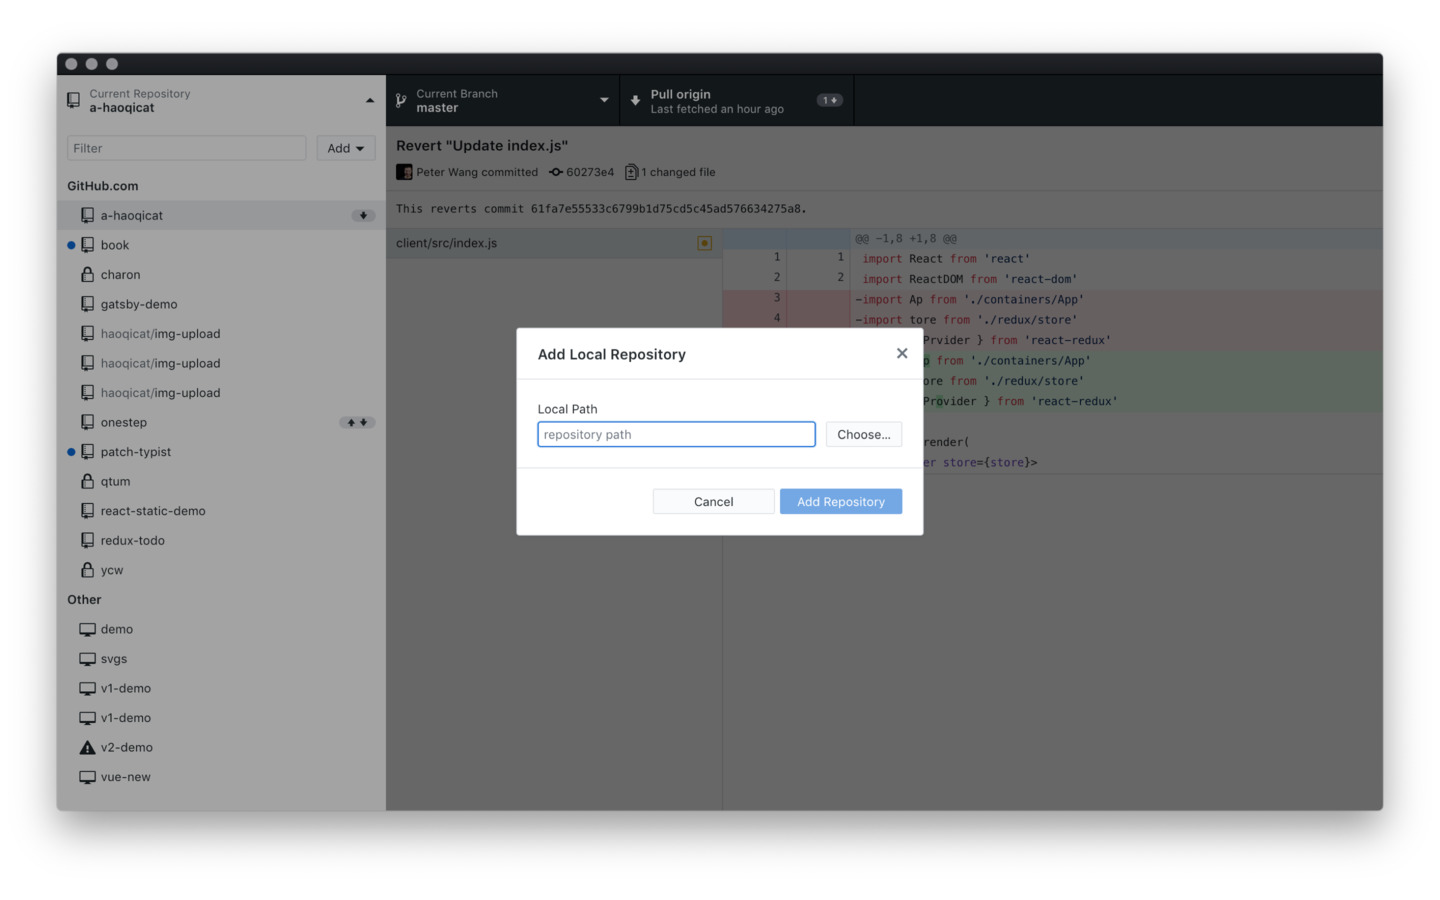 Current Repository
a-haoqicat
Current Branch
master
Pull origin
Last fetched an hour ago
1
Filter
Add
GitHub.com
a-haoqicat
book
charon
gatsby-demo
haoqicat/img-upload
haoqicat/img-upload
haoqicat/img-upload
onestep
patch-typist
qtum
react-static-demo
redux-todo
ycw
Other
demo
svgs
v1-demo
v1-demo
v2-demo
vue-new
Revert "Update index.js"
Peter Wang committed 60273e4 1 changed file
This reverts commit 61fa7e55533c6799b1d75cd5c45ad576634275a8.
client/src/index.js
@@ -1,8 +1,8 @@
1 1 import React from 'react'
2 2 import ReactDOM from 'react-dom'
3 -import Ap from './containers/App'
4 -import tore from './redux/store'
Prvider } from 'react-redux'
p from './containers/App'
ore from './redux/store'
Provider } from 'react-redux'
render(
er store={store}>
Add Local Repository
Local Path
repository path
Choose...
Cancel
Add Repository